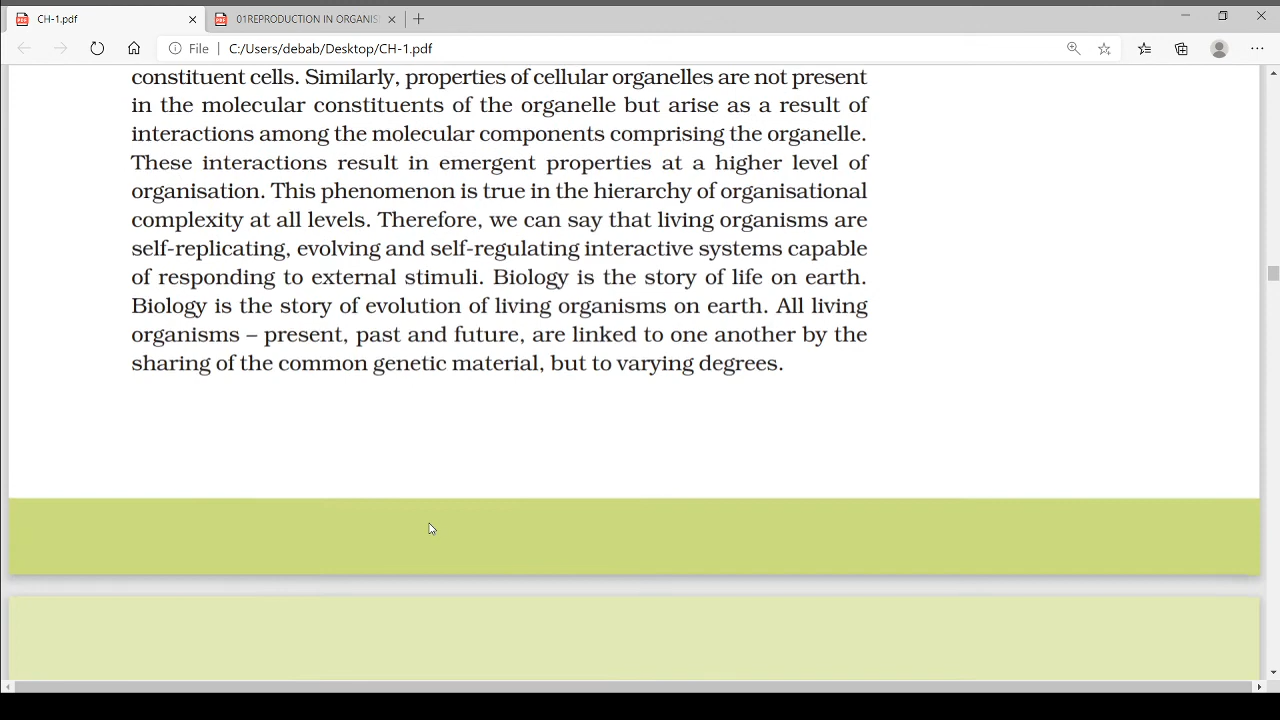 CH-1.pdf
01REPRODUCTION IN ORGANIS
File
C:/Users/debab/Desktop/CH-1.pdf
constituent cells. Similarly, properties of cellular organelles are not present
in the molecular constituents of the organelle but arise as a result of
interactions among the molecular components comprising the organelle.
These interactions result in emergent properties at a higher level of
organisation. This phenomenon is true in the hierarchy of organisational
complexity at all levels. Therefore, we can say that living organisms are
self-replicating, evolving and self-regulating interactive systems capable
of responding to external stimuli. Biology is the story of life on earth.
Biology is the story of evolution of living organisms on earth. All living
organisms – present, past and future, are linked to one another by the
sharing of the common genetic material, but to varying degrees.